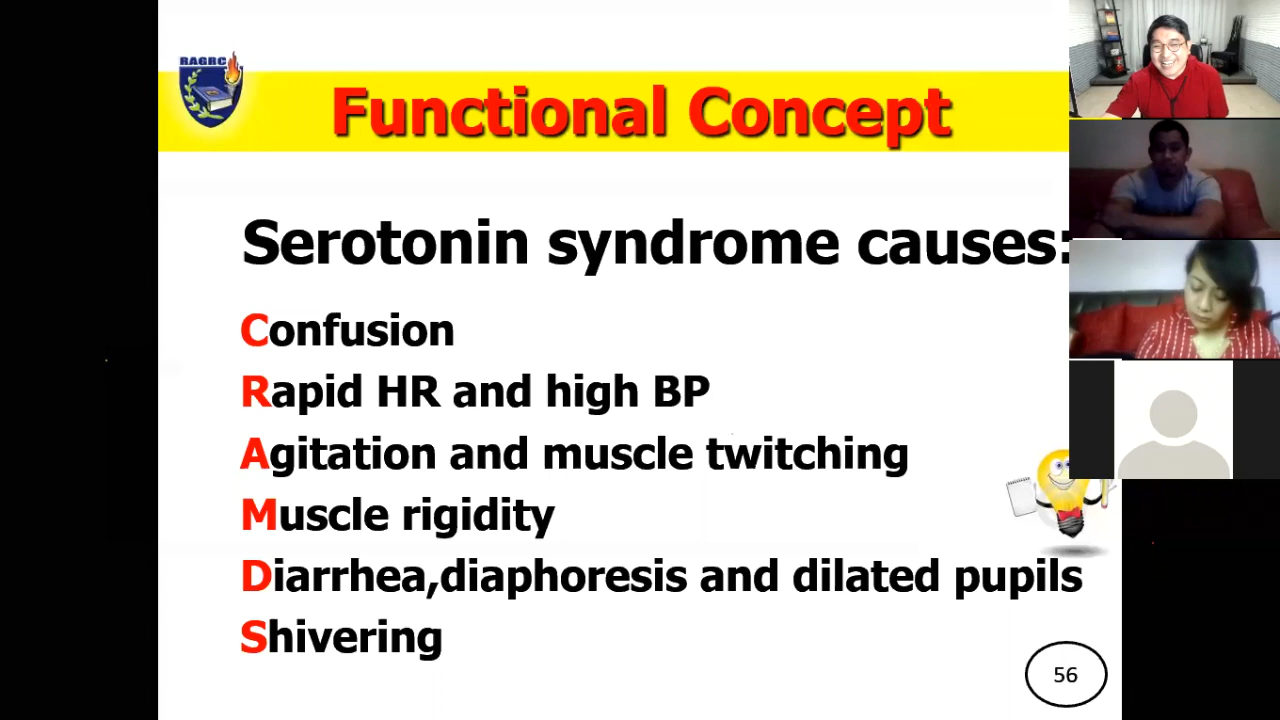 RAGRC
Functional Concept
Serotonin syndrome causes:
Confusion
Rapid HR and high BP
Agitation and muscle twitching
Muscle rigidity
Diarrhea,diaphoresis and dilated pupils
Shivering
56